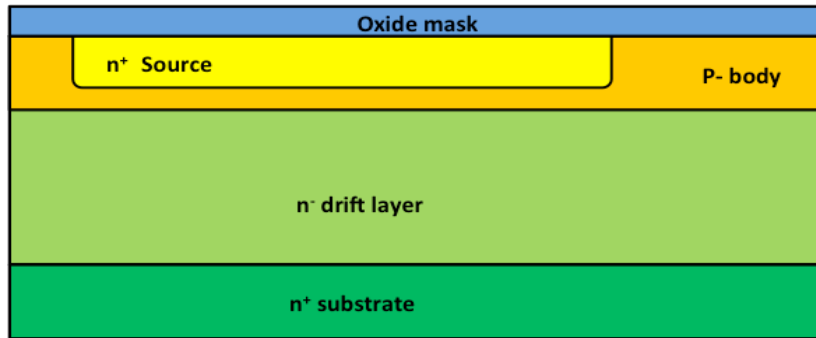 Oxide mask
n⁺ Source
P- body
n⁻ drift layer
n⁺ substrate